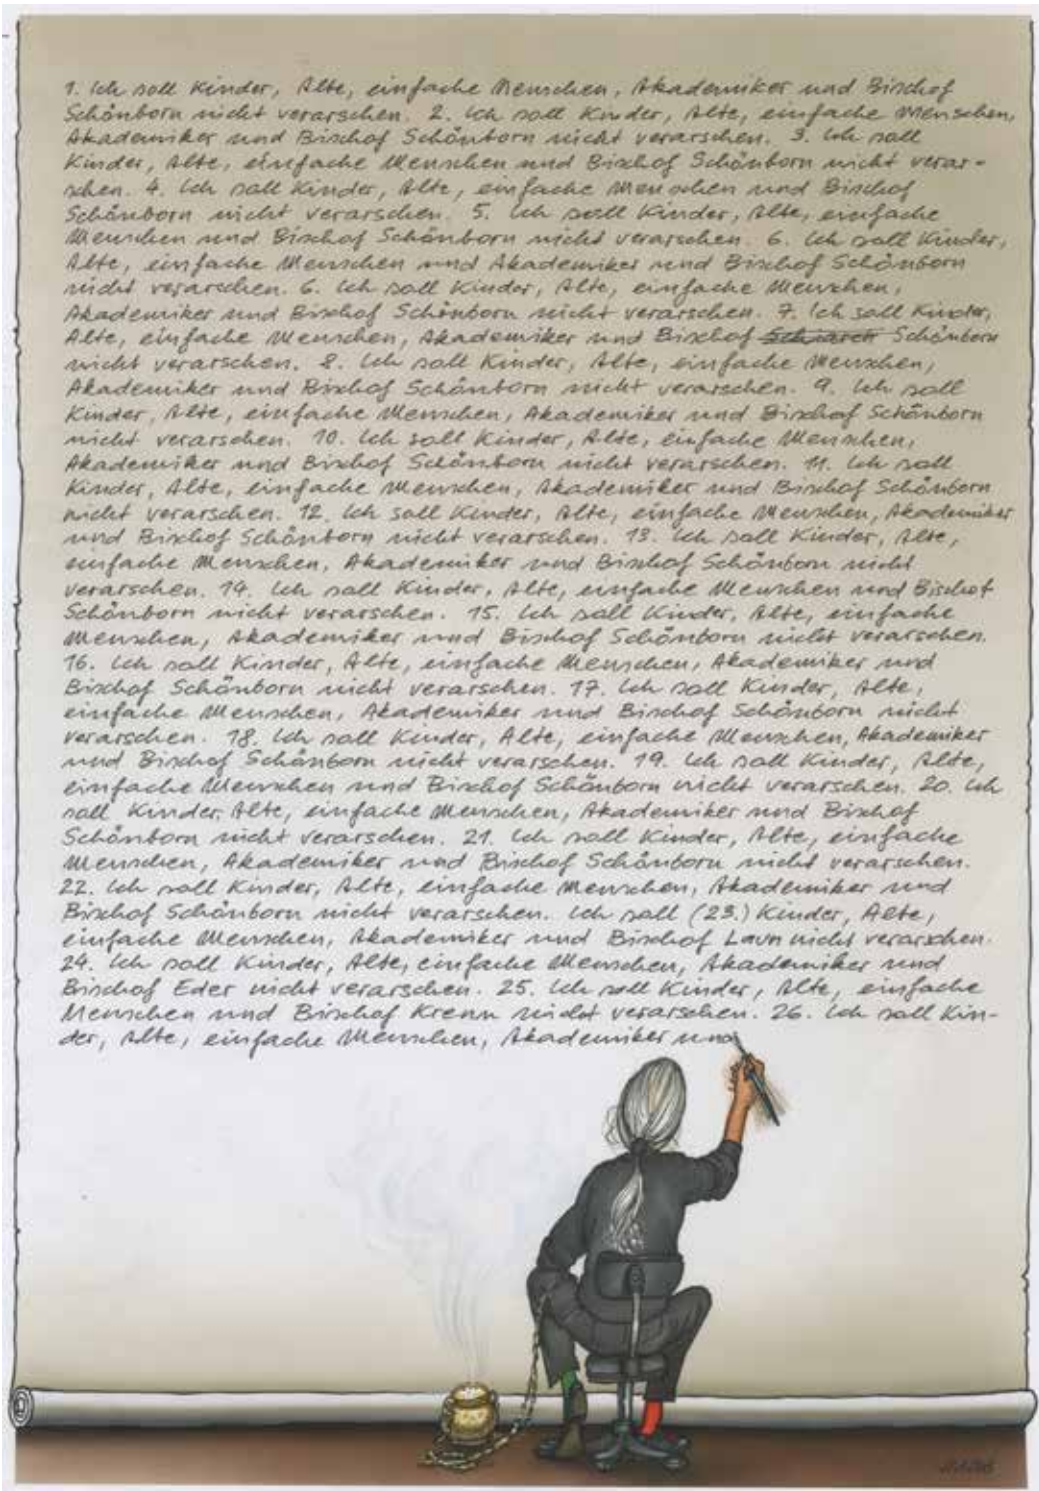 1. Ich soll Kinder, Alte, einfache Menschen, Akademiker und Bischof
Schönborn nicht verarschen. 2. Ich soll Kinder, Alte, einfache Menschen,
Akademiker und Bischof Schönborn nicht verarschen. 3. Ich soll
Kinder, Alte, einfache Menschen und Bischof Schönborn nicht verar-
schen. 4. Ich soll Kinder, Alte, einfache Menschen und Bischof
Schönborn nicht verarschen. 5. Ich soll Kinder, Alte, einfache
Menschen und Bischof Schönborn nicht verarschen. 6. Ich soll Kinder,
Alte, einfache Menschen und Akademiker und Bischof Schönborn
nicht verarschen. 6. Ich soll Kinder, Alte, einfache Menschen,
Akademiker und Bischof Schönborn nicht verarschen. 7. Ich soll Kinder,
Alte, einfache Menschen, Akademiker und Bischof Schönborn
nicht verarschen. 8. Ich soll Kinder, Alte, einfache Menschen,
Akademiker und Bischof Schönborn nicht verarschen. 9. Ich soll
Kinder, Alte, einfache Menschen, Akademiker und Bischof Schönborn
nicht verarschen. 10. Ich soll Kinder, Alte, einfache Menschen,
Akademiker und Bischof Schönborn nicht verarschen. 11. Ich soll
Kinder, Alte, einfache Menschen, Akademiker und Bischof Schönborn
nicht verarschen. 12. Ich soll Kinder, Alte, einfache Menschen, Akademiker
und Bischof Schönborn nicht verarschen. 13. Ich soll Kinder, Alte,
einfache Menschen, Akademiker und Bischof Schönborn nicht
verarschen. 14. Ich soll Kinder, Alte, einfache Menschen und Bischof
Schönborn nicht verarschen. 15. Ich soll Kinder, Alte, einfache
Menschen, Akademiker und Bischof Schönborn nicht verarschen.
16. Ich soll Kinder, Alte, einfache Menschen, Akademiker und
Bischof Schönborn nicht verarschen. 17. Ich soll Kinder, Alte,
einfache Menschen, Akademiker und Bischof Schönborn nicht
verarschen. 18. Ich soll Kinder, Alte, einfache Menschen, Akademiker
und Bischof Schönborn nicht verarschen. 19. Ich soll Kinder, Alte,
einfache Menschen und Bischof Schönborn nicht verarschen. 20. Ich
soll Kinder, Alte, einfache Menschen, Akademiker und Bischof
Schönborn nicht verarschen. 21. Ich soll Kinder, Alte, einfache
Menschen, Akademiker und Bischof Schönborn nicht verarschen.
22. Ich soll Kinder, Alte, einfache Menschen, Akademiker und
Bischof Schönborn nicht verarschen. Ich soll (23.) Kinder, Alte,
einfache Menschen, Akademiker und Bischof Laun nicht verarschen.
24. Ich soll Kinder, Alte, einfache Menschen, Akademiker und
Bischof Eder nicht verarschen. 25. Ich soll Kinder, Alte, einfache
Menschen und Bischof Krenn nicht verarschen. 26. Ich soll Kin-
der, Alte, einfache Menschen, Akademiker und